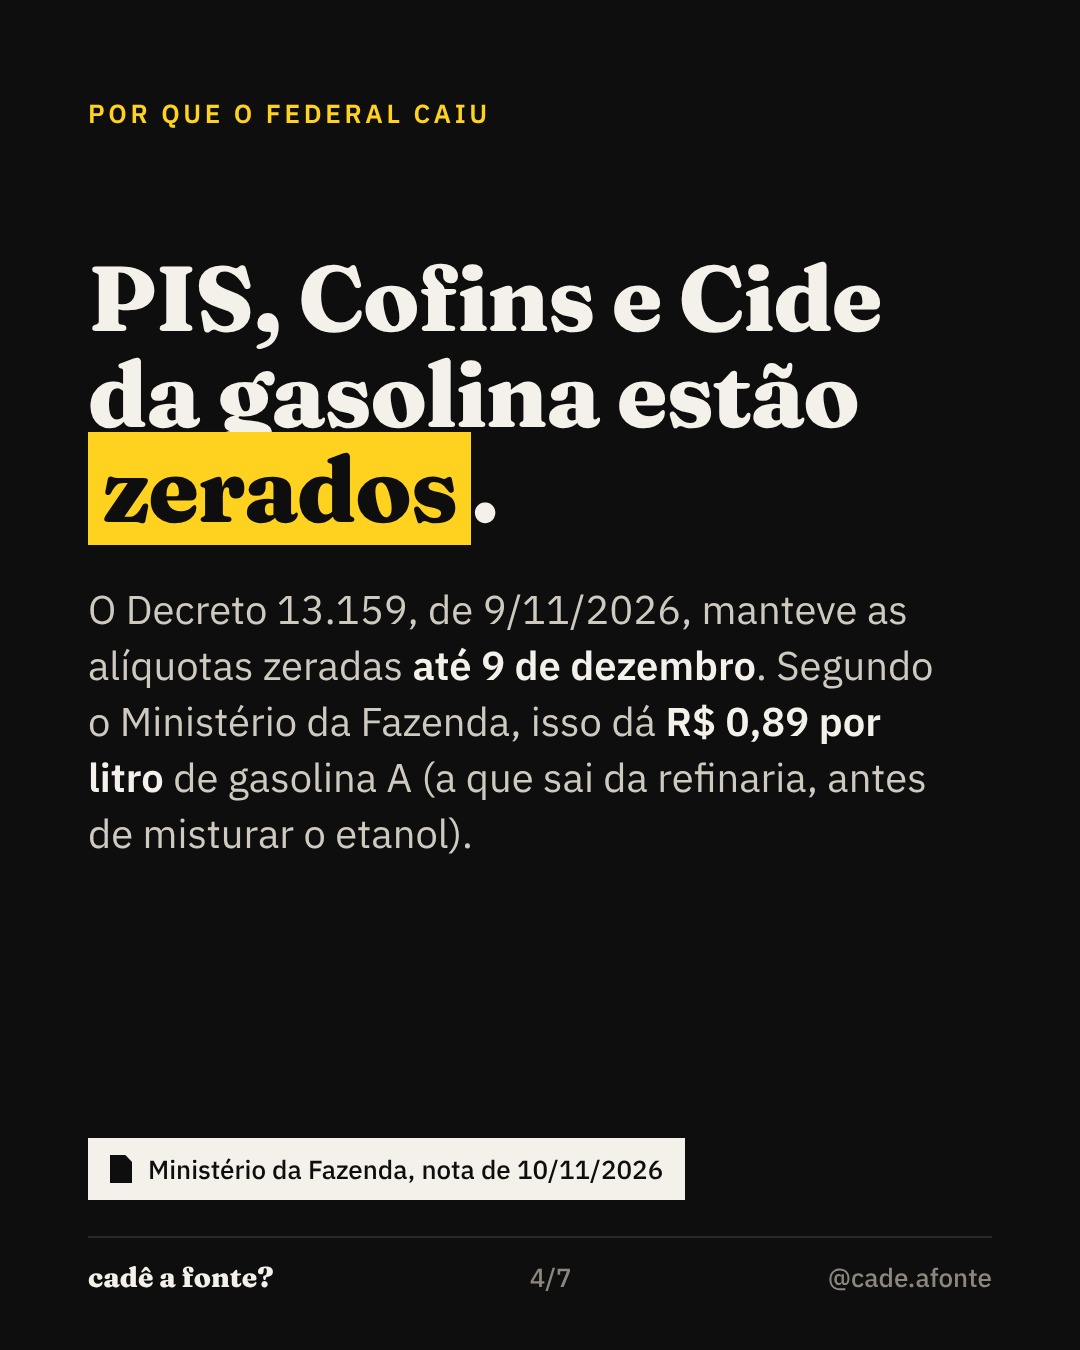 POR QUE O FEDERAL CAIU
PIS, Cofins e Cide
da gasolina estão
zerados.
O Decreto 13.159, de 9/11/2026, manteve as
alíquotas zeradas até 9 de dezembro. Segundo
o Ministério da Fazenda, isso dá R$ 0,89 por
litro de gasolina A (a que sai da refinaria, antes
de misturar o etanol).
Ministério da Fazenda, nota de 10/11/2026
cadê a fonte?
4/7
@cade.afonte